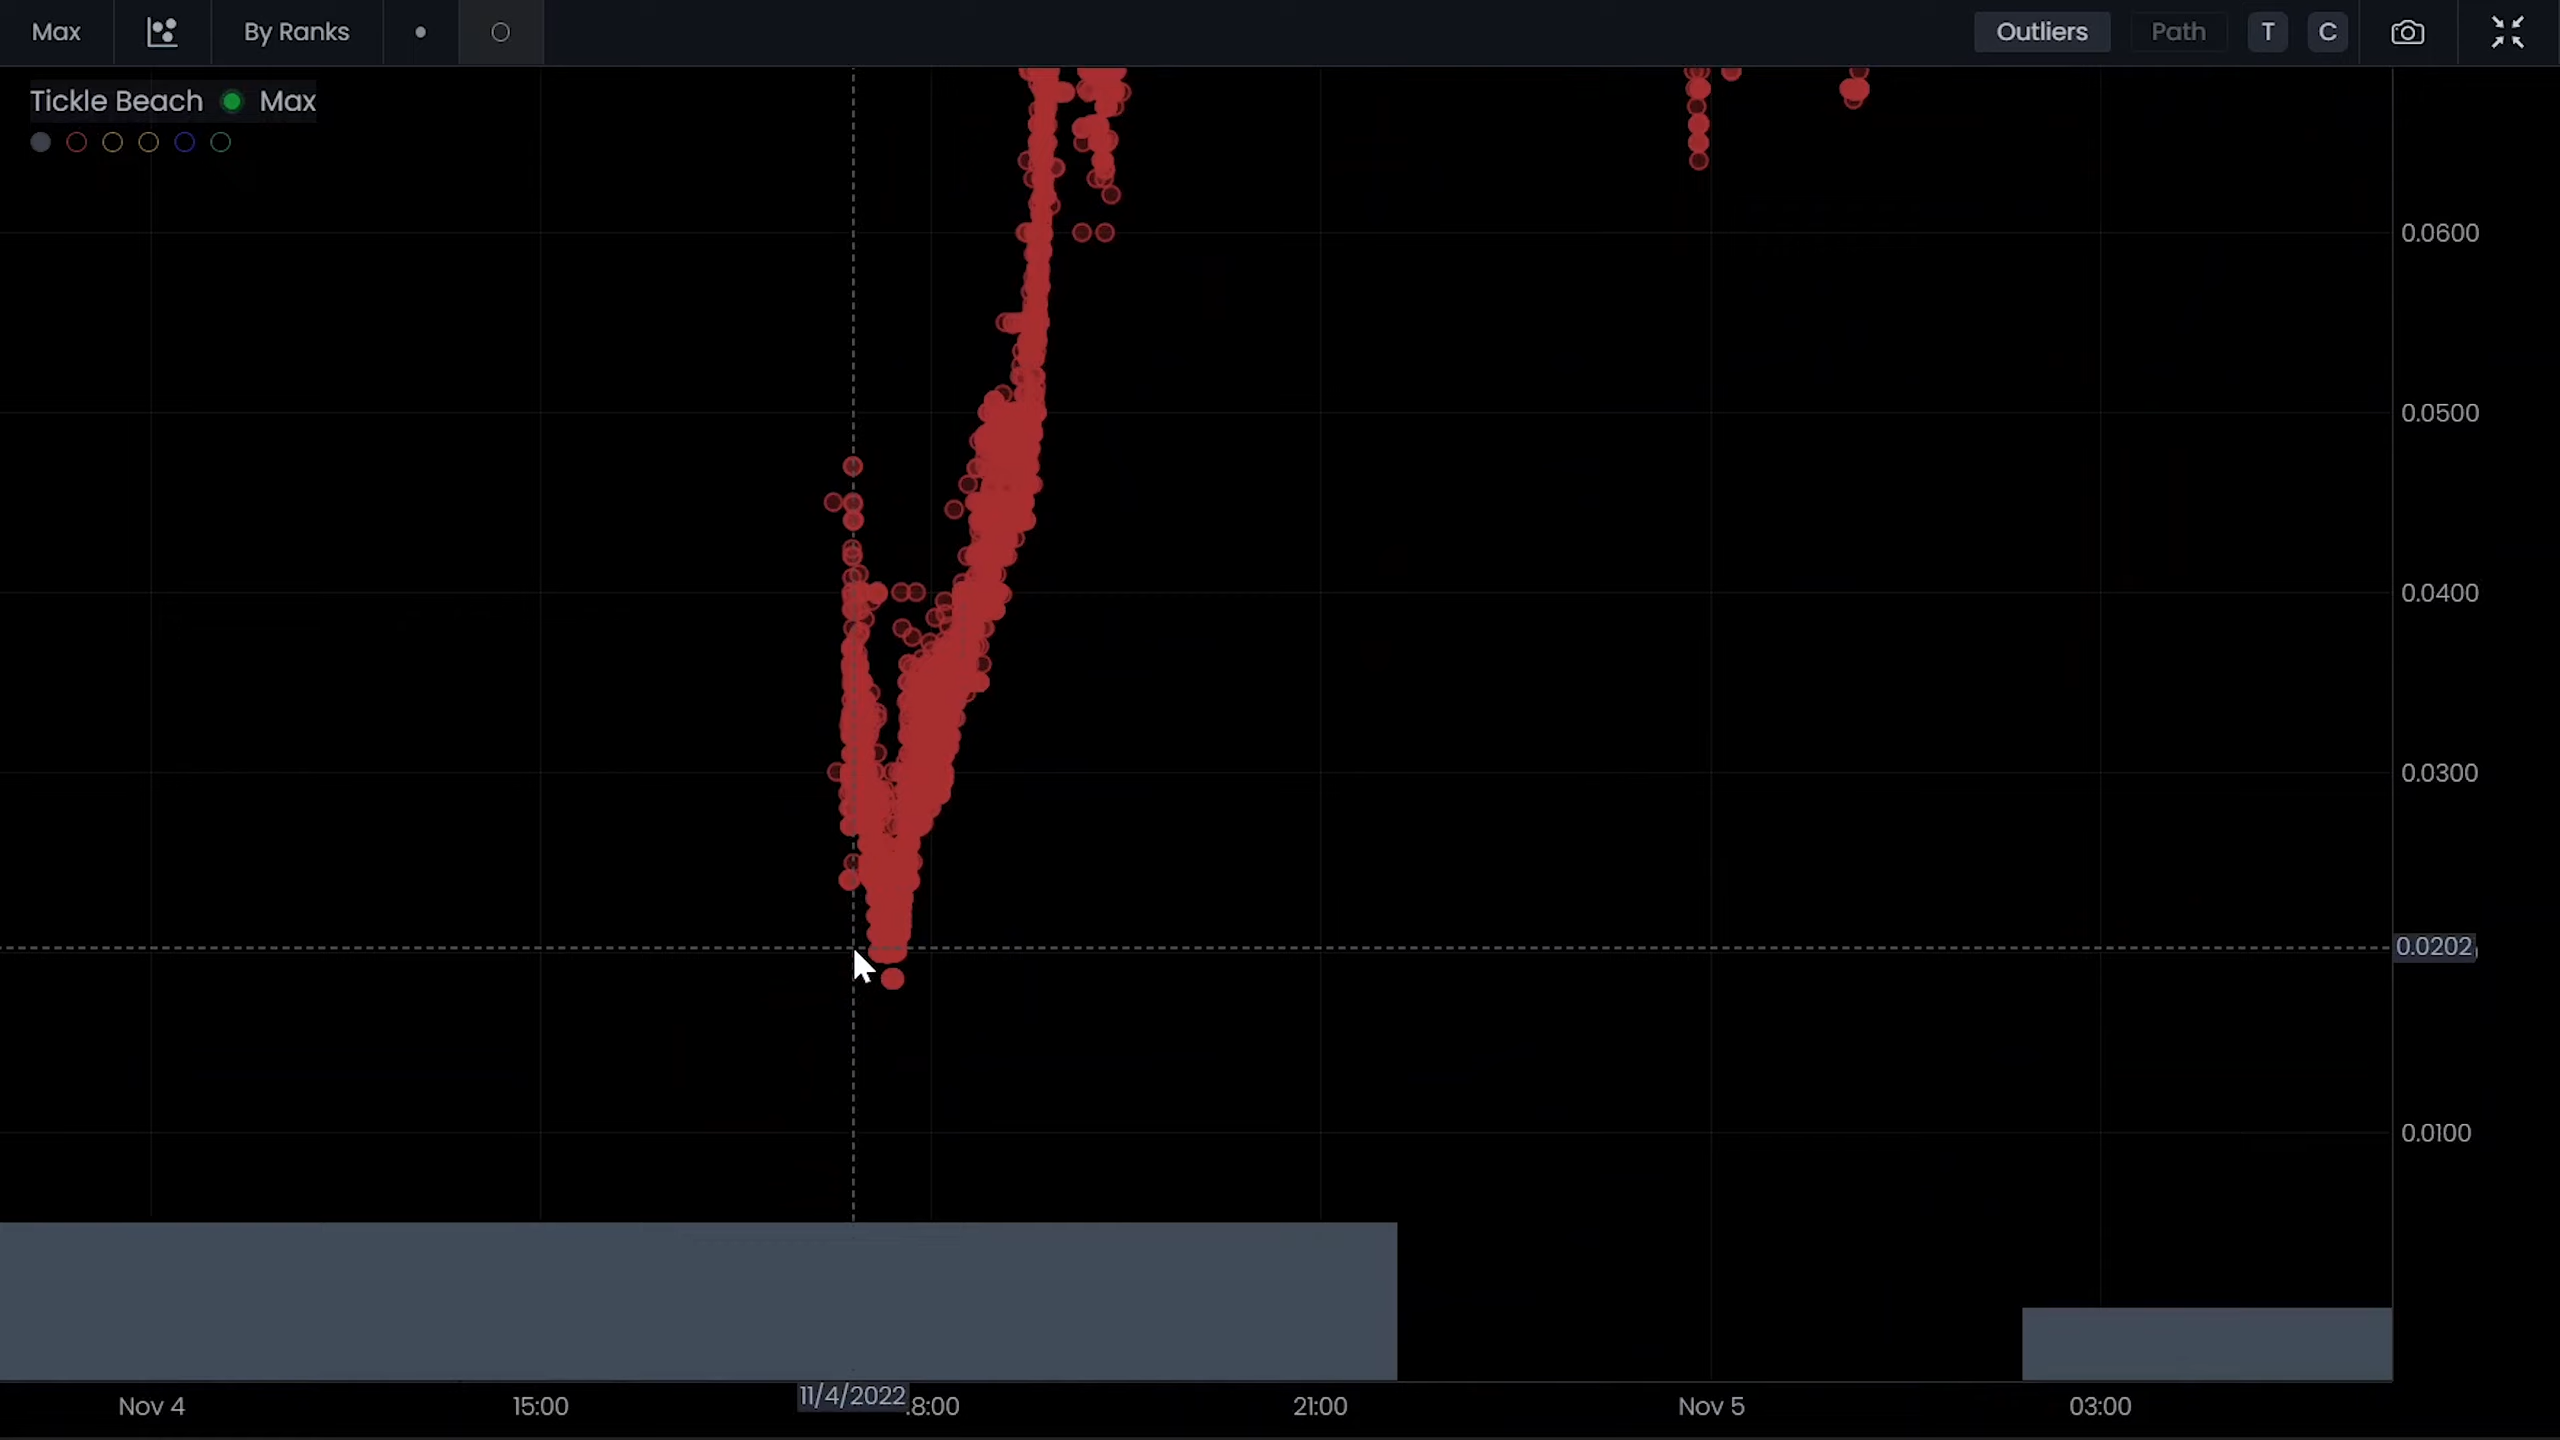 Max By Ranks Outliers Path T C
Tickle Beach Max
0.0600
0.0500
0.0400
0.0300
0.0202
0.0100
Nov 4 15:00 11/4/2022 8:00 21:00 Nov 5 03:00